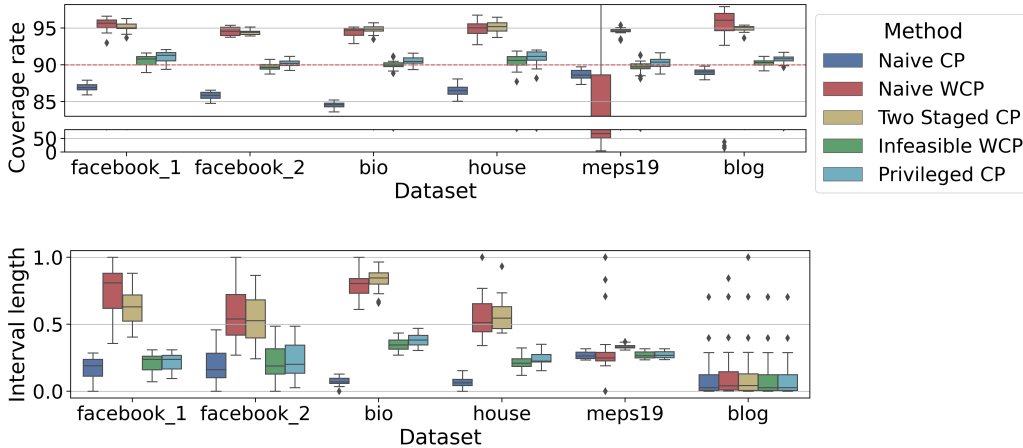 Coverage rate
95
90
85
50
0
facebook_1 facebook_2 bio house meps19 blog
Dataset
Method
Naive CP
Naive WCP
Two Staged CP
Infeasible WCP
Privileged CP
Interval length
1.0
0.5
0.0
facebook_1 facebook_2 bio house meps19 blog
Dataset